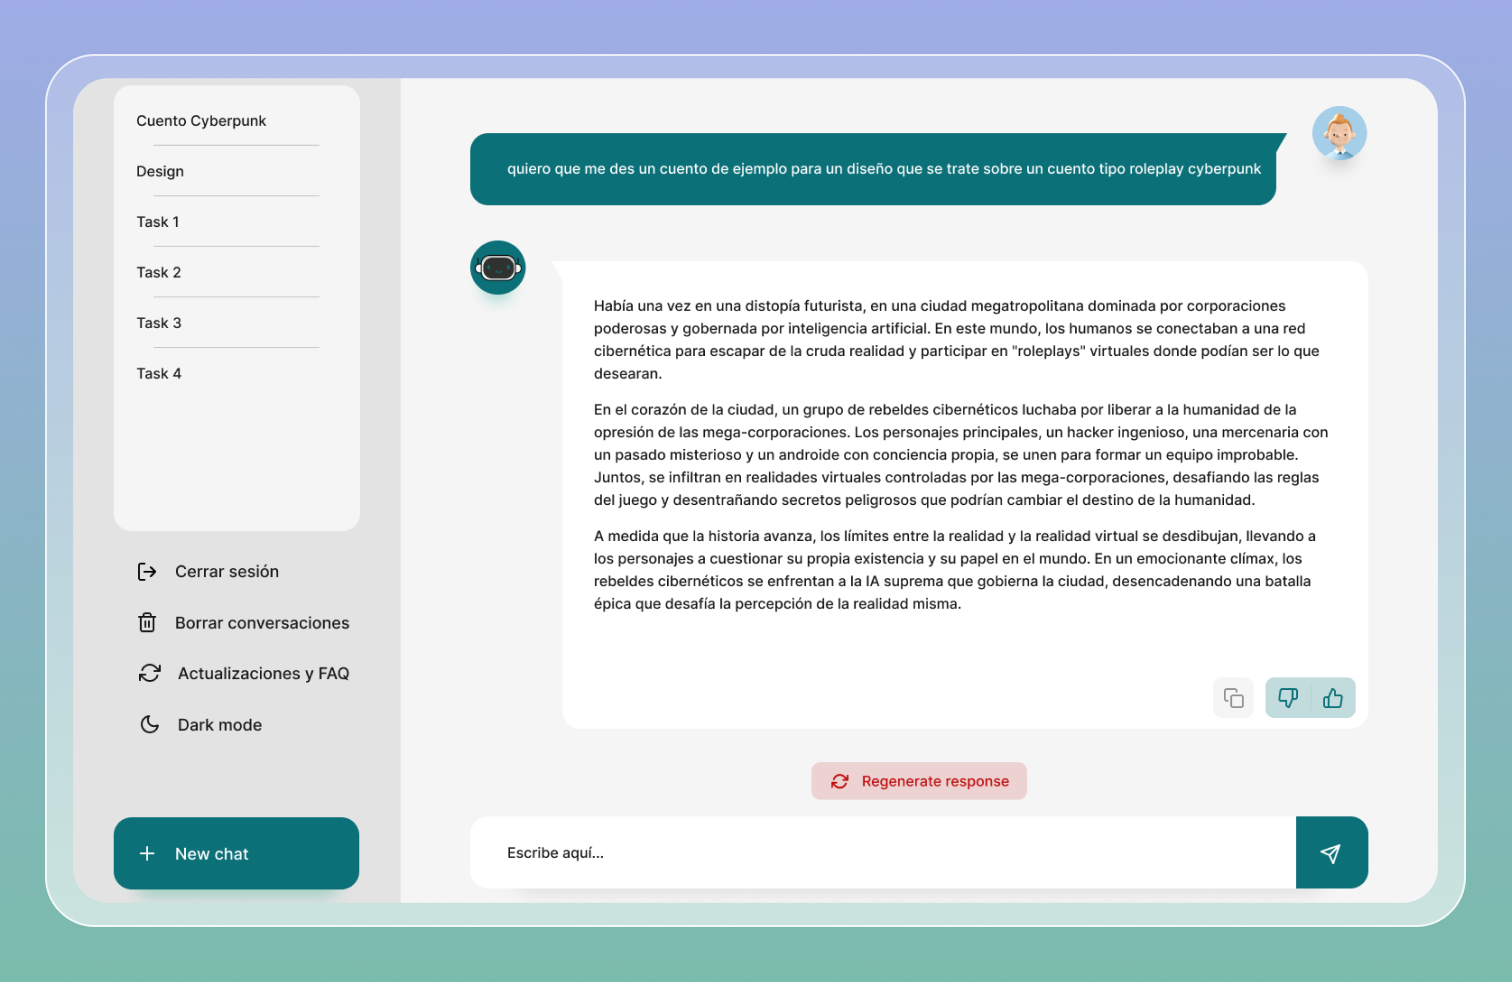 Cuento Cyberpunk
Design
Task 1
Task 2
Task 3
Task 4
Cerrar sesión
Borrar conversaciones
Actualizaciones y FAQ
Dark mode
New chat
quiero que me des un cuento de ejemplo para un diseño que se trate sobre un cuento tipo roleplay cyberpunk
Había una vez en una distopía futurista, en una ciudad megatropolitana dominada por corporaciones
poderosas y gobernada por inteligencia artificial. En este mundo, los humanos se conectaban a una red
cibernética para escapar de la cruda realidad y participar en "roleplays" virtuales donde podían ser lo que
desearan.
En el corazón de la ciudad, un grupo de rebeldes cibernéticos luchaba por liberar a la humanidad de la
opresión de las mega-corporaciones. Los personajes principales, un hacker ingenioso, una mercenaria con
un pasado misterioso y un androide con conciencia propia, se unen para formar un equipo improbable.
Juntos, se infiltran en realidades virtuales controladas por las mega-corporaciones, desafiando las reglas
del juego y desentrañando secretos peligrosos que podrían cambiar el destino de la humanidad.
A medida que la historia avanza, los límites entre la realidad y la realidad virtual se desdibujan, llevando a
los personajes a cuestionar su propia existencia y su papel en el mundo. En un emocionante clímax, los
rebeldes cibernéticos se enfrentan a la IA suprema que gobierna la ciudad, desencadenando una batalla
épica que desafía la percepción de la realidad misma.
Regenerate response
Escribe aquí...